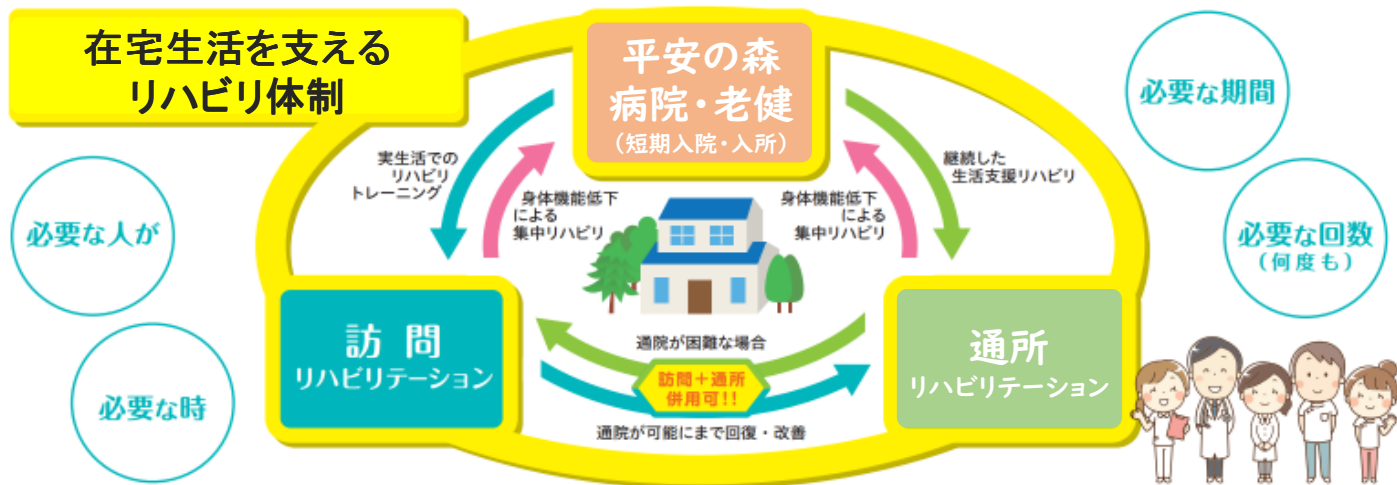 在宅生活を支える
リハビリ体制
平安の森
病院・老健
(短期入院・入所)
必要な期間
実生活での
リハビリ
トレーニング
身体機能低下
による
集中リハビリ
身体機能低下
による
集中リハビリ
継続した
生活支援リハビリ
必要な人が
必要な回数
(何度も)
訪問
リハビリテーション
通院が困難な場合
訪問+通所
併用可!!
通院が可能にまで回復・改善
通所
リハビリテーション
必要な時